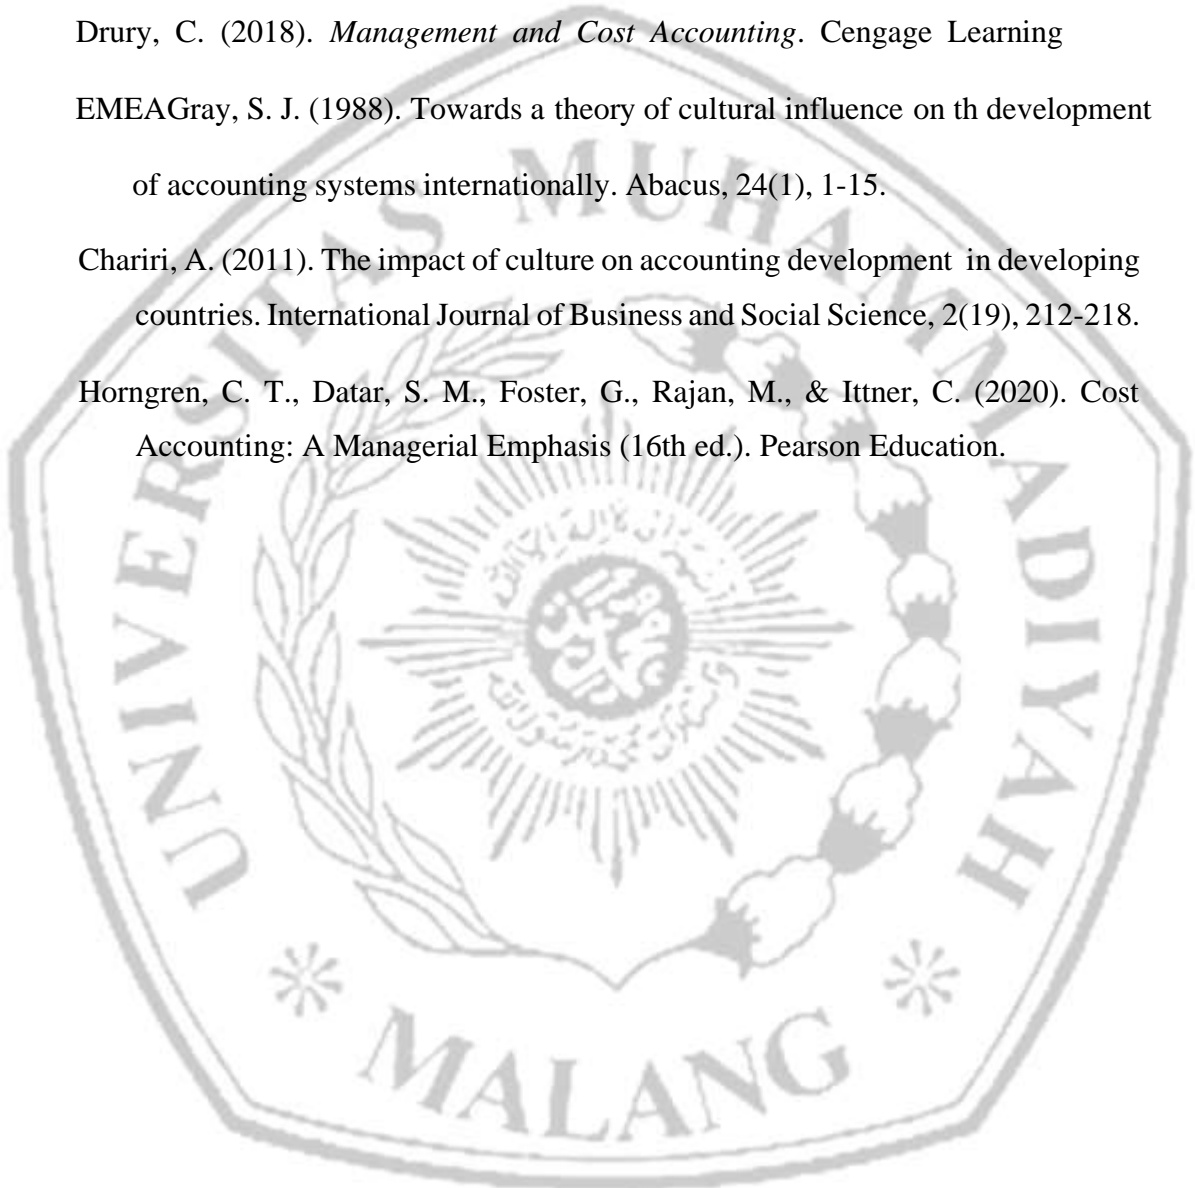 Drury, C. (2018). Management and Cost Accounting. Cengage Learning
EMEAGray, S. J. (1988). Towards a theory of cultural influence on th development
of accounting systems internationally. Abacus, 24(1), 1-15.
Chariri, A. (2011). The impact of culture on accounting development in developing
countries. International Journal of Business and Social Science, 2(19), 212-218.
Horngren, C. T., Datar, S. M., Foster, G., Rajan, M., & Ittner, C. (2020). Cost
Accounting: A Managerial Emphasis (16th ed.). Pearson Education.
UNIVERSITAS MUHAMMADIYAH
MALANG